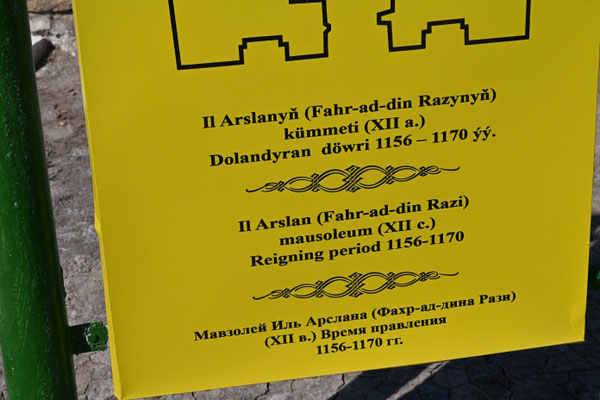 Il Arslanyň (Fahr-ad-din Razynyň)
kümmeti (XII a.)
Dolandyran döwri 1156 – 1170 ýý.
Il Arslan (Fahr-ad-din Razi)
mausoleum (XII c.)
Reigning period 1156-1170
Мавзолей Иль Арслана (Фахр-ад-дина Рази)
(XII в.) Время правления
1156-1170 гг.